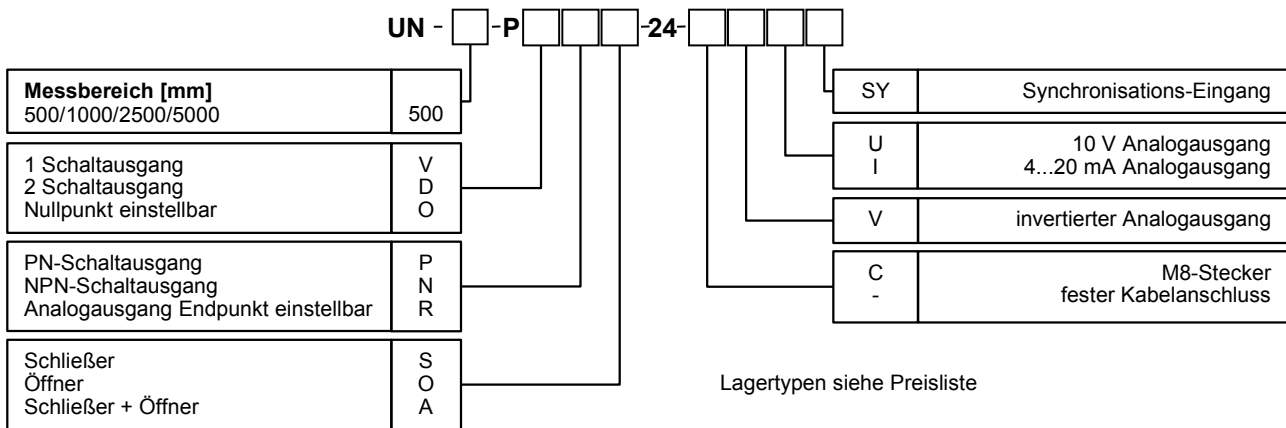 UN - -P -24-
Messbereich [mm]
500/1000/2500/5000 500
1 Schaltausgang V
2 Schaltausgang D
Nullpunkt einstellbar O
PN-Schaltausgang P
NPN-Schaltausgang N
Analogausgang Endpunkt einstellbar R
Schließer S
Öffner O
Schließer + Öffner A
SY Synchronisations-Eingang
U 10 V Analogausgang
I 4...20 mA Analogausgang
V invertierter Analogausgang
C M8-Stecker
- fester Kabelanschluss
Lagertypen siehe Preisliste